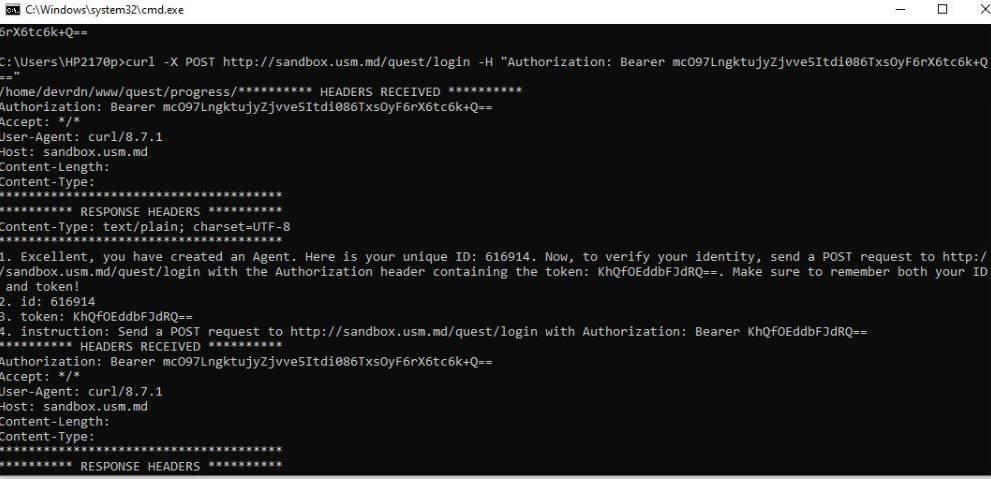 C:\Windows\system32\cmd.exe
6rX6tc6k+Q==
C:\Users\HP2170p>curl -X POST http://sandbox.usm.md/quest/login -H "Authorization: Bearer mcO97LngktujyZjvve5Itdi086TxsOyF6rX6tc6k+Q
=="
/home/devrdn/www/quest/progress/********** HEADERS RECEIVED **********
Authorization: Bearer mcO97LngktujyZjvve5Itdi086TxsOyF6rX6tc6k+Q==
Accept: */*
User-Agent: curl/8.7.1
Host: sandbox.usm.md
Content-Length:
Content-Type:
**************************************
********** RESPONSE HEADERS **********
Content-Type: text/plain; charset=UTF-8
**************************************
1. Excellent, you have created an Agent. Here is your unique ID: 616914. Now, to verify your identity, send a POST request to http:/
/sandbox.usm.md/quest/login with the Authorization header containing the token: KhQfOEddbFJdRQ==. Make sure to remember both your ID
 and token!
2. id: 616914
3. token: KhQfOEddbFJdRQ==
4. instruction: Send a POST request to http://sandbox.usm.md/quest/login with Authorization: Bearer KhQfOEddbFJdRQ==
********** HEADERS RECEIVED **********
Authorization: Bearer mcO97LngktujyZjvve5Itdi086TxsOyF6rX6tc6k+Q==
Accept: */*
User-Agent: curl/8.7.1
Host: sandbox.usm.md
Content-Length:
Content-Type:
**************************************
********** RESPONSE HEADERS **********